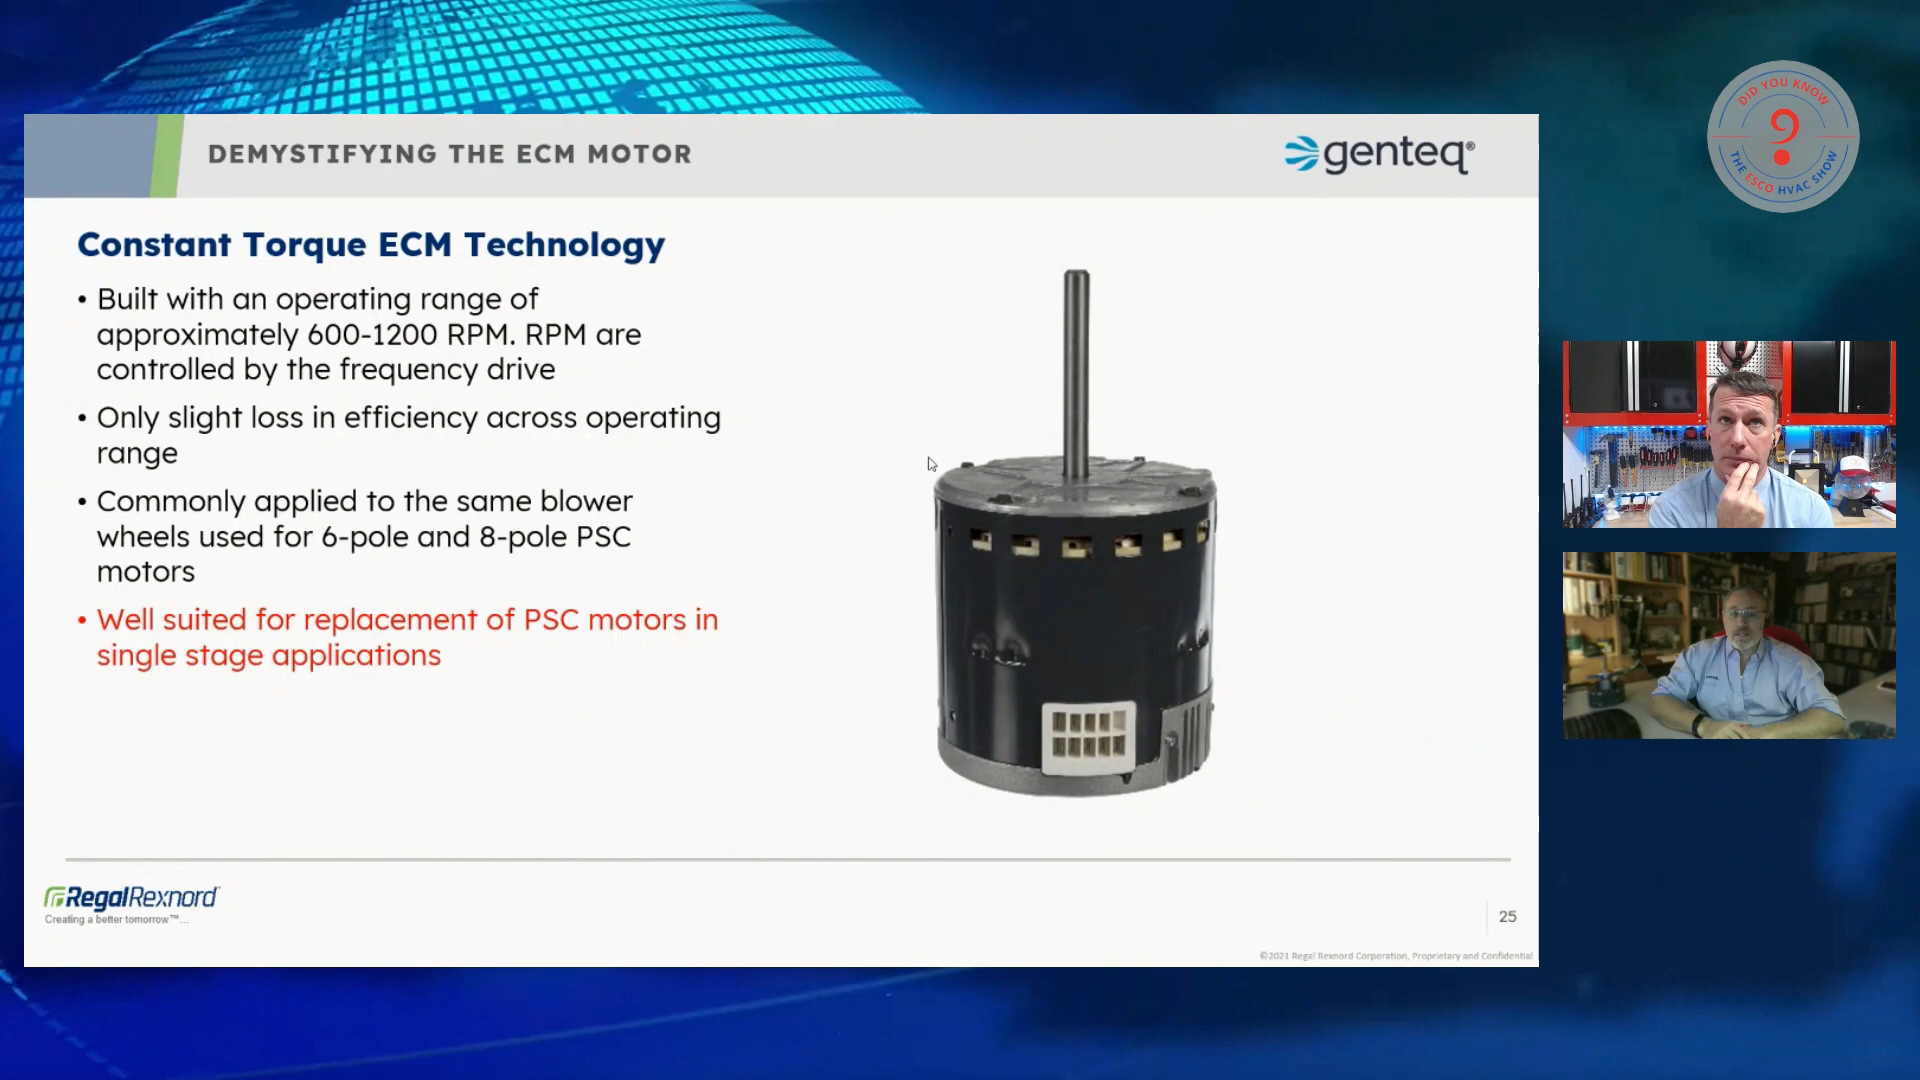 DEMYSTIFYING THE ECM MOTOR
genteq®
DID YOU KNOW
?
THE ESCO HVAC SHOW
Constant Torque ECM Technology
• Built with an operating range of
approximately 600-1200 RPM. RPM are
controlled by the frequency drive
• Only slight loss in efficiency across operating
range
• Commonly applied to the same blower
wheels used for 6-pole and 8-pole PSC
motors
• Well suited for replacement of PSC motors in
single stage applications
RegalRexnord
Creating a better tomorrow™...
25
©2021 Regal Rexnord Corporation, Proprietary and Confidential